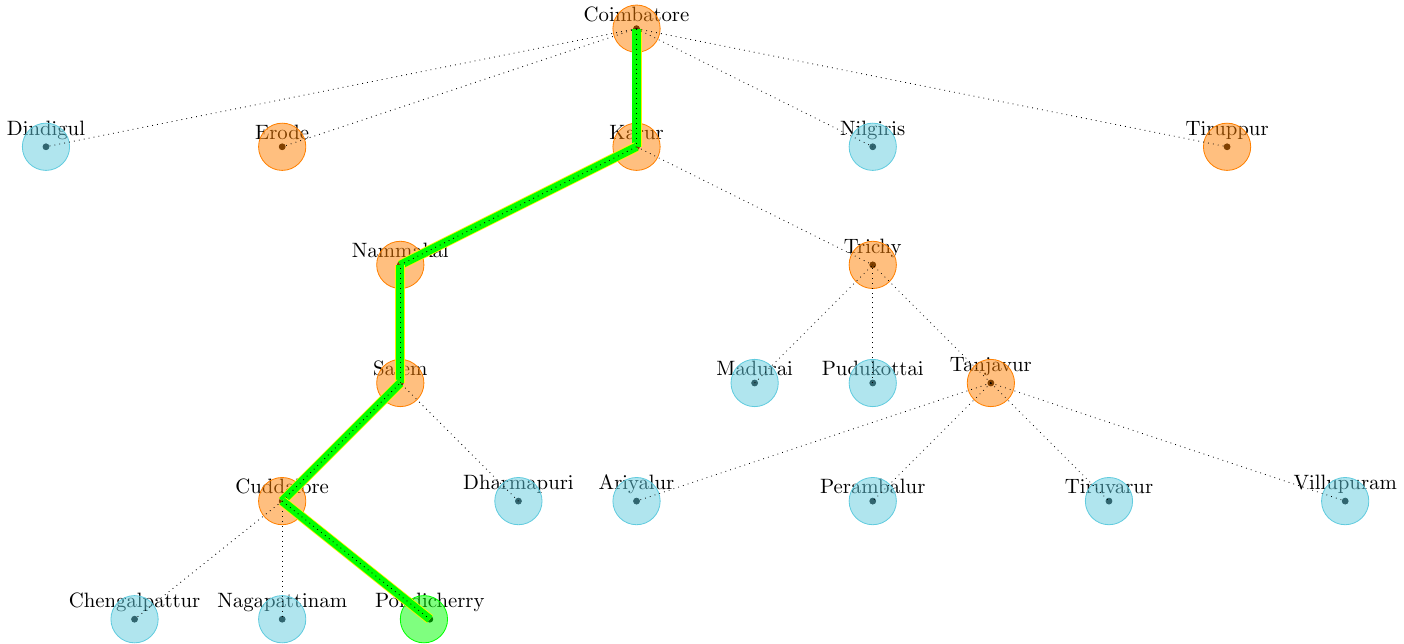 Coimbatore
Dindigul
Erode
Karur
Nilgiris
Tiruppur
Nammakal
Trichy
Salem
Madurai
Pudukottai
Tanjavur
Cuddalore
Dharmapuri
Ariyalur
Perambalur
Tiruvarur
Villupuram
Chengalpattur
Nagapattinam
Pondicherry